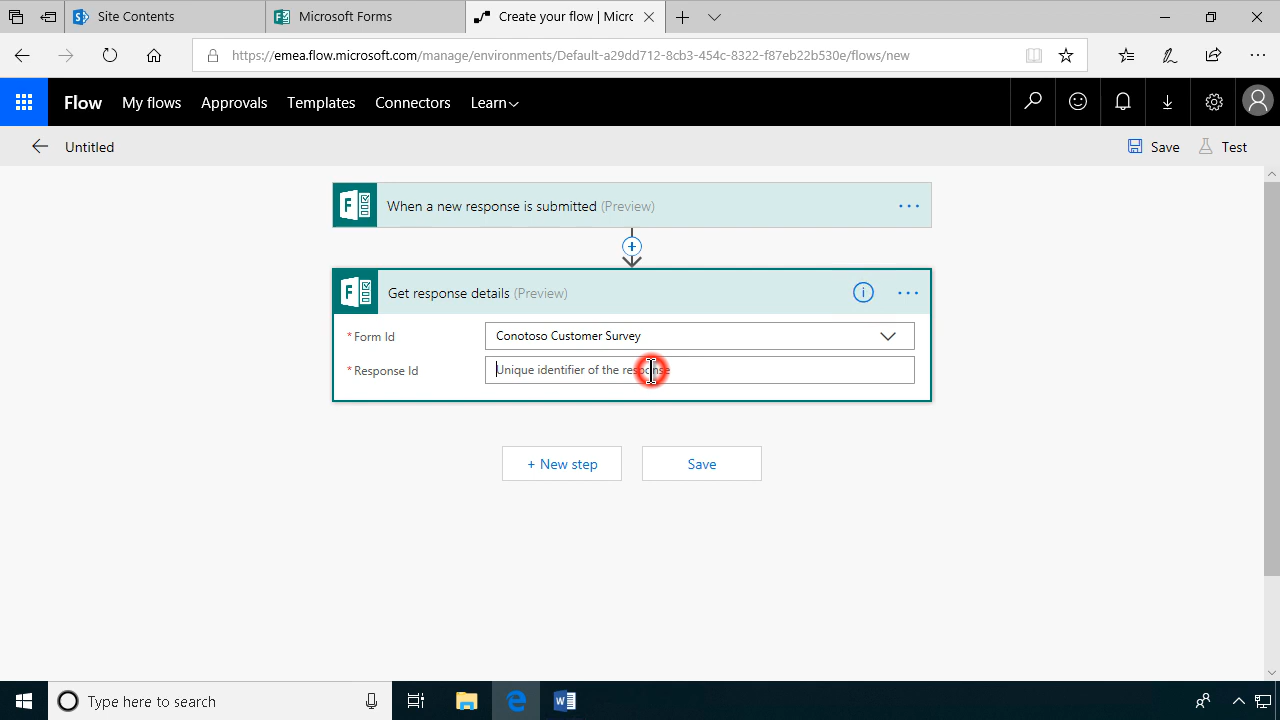 Site Contents
Microsoft Forms
Create your flow | Micr
https://emea.flow.microsoft.com/manage/environments/Default-a29dd712-8cb3-454c-8322-f87eb22b530e/flows/new
Flow My flows Approvals Templates Connectors Learn
Untitled
Save Test
When a new response is submitted (Preview)
Get response details (Preview)
* Form Id
Conotoso Customer Survey
* Response Id
Unique identifier of the response
+ New step
Save
Type here to search